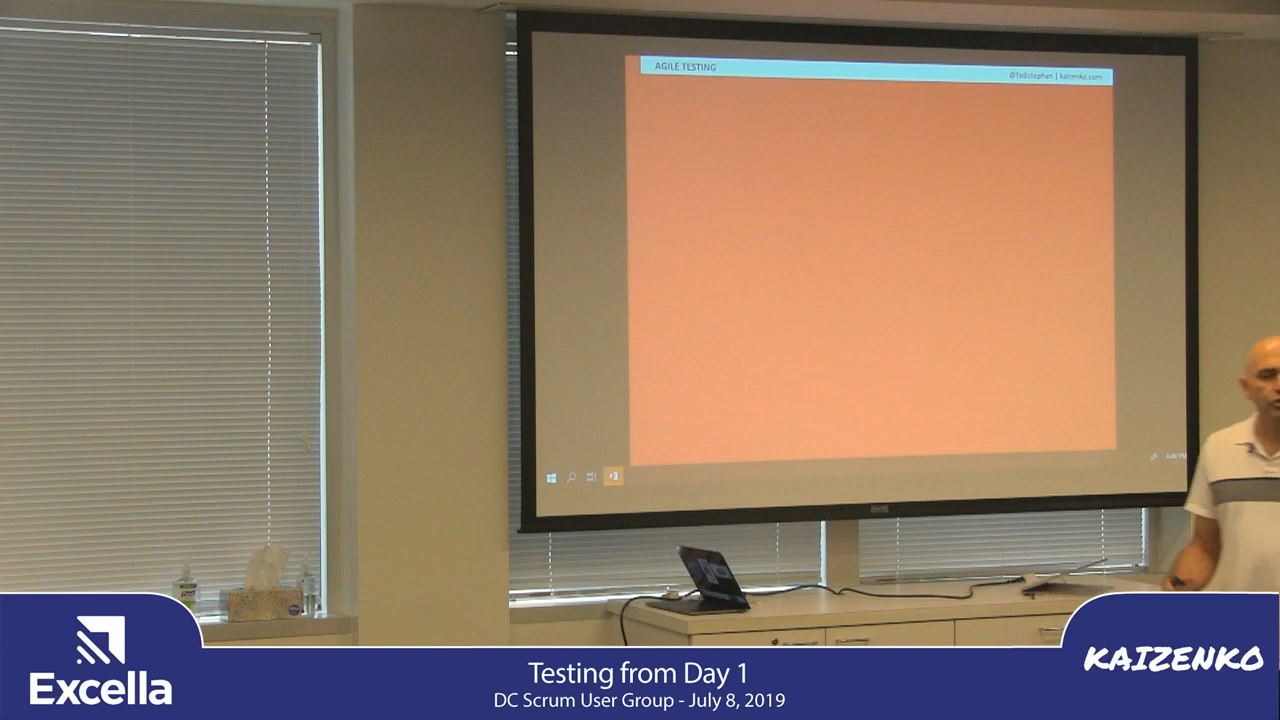 AGILE TESTING
@fadistephan | kaizenko.com
Excella
Testing from Day 1
DC Scrum User Group - July 8, 2019
KAIZENKO